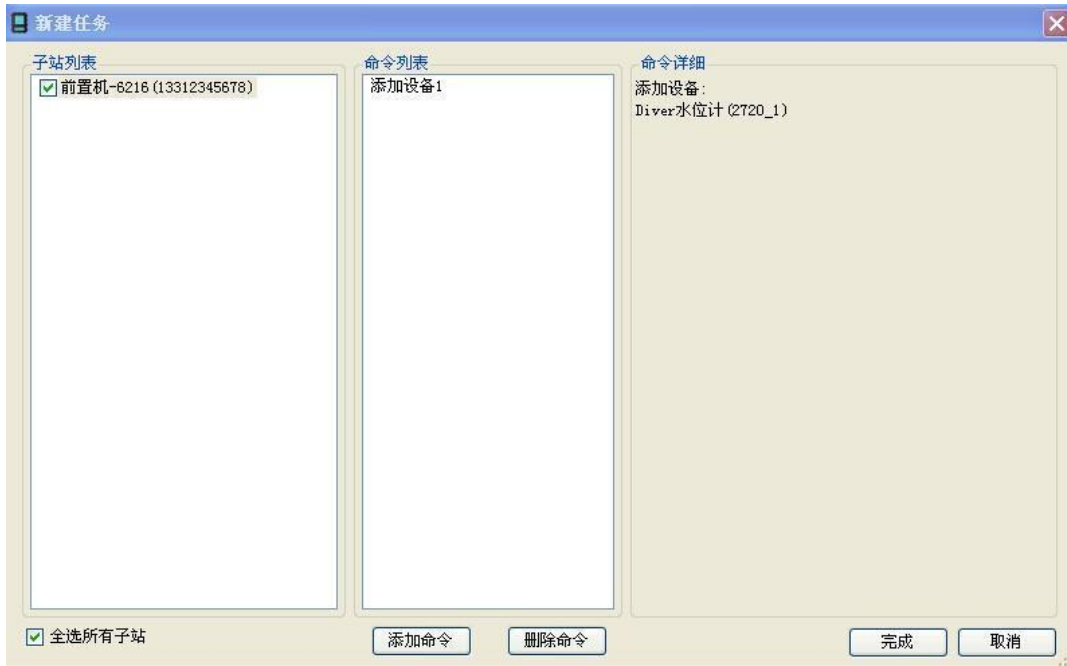 新建任务
子站列表
前置机-6216(13312345678)
全选所有子站
命令列表
添加设备1
添加命令
删除命令
命令详细
添加设备:
Diver水位计(2720_1)
完成
取消